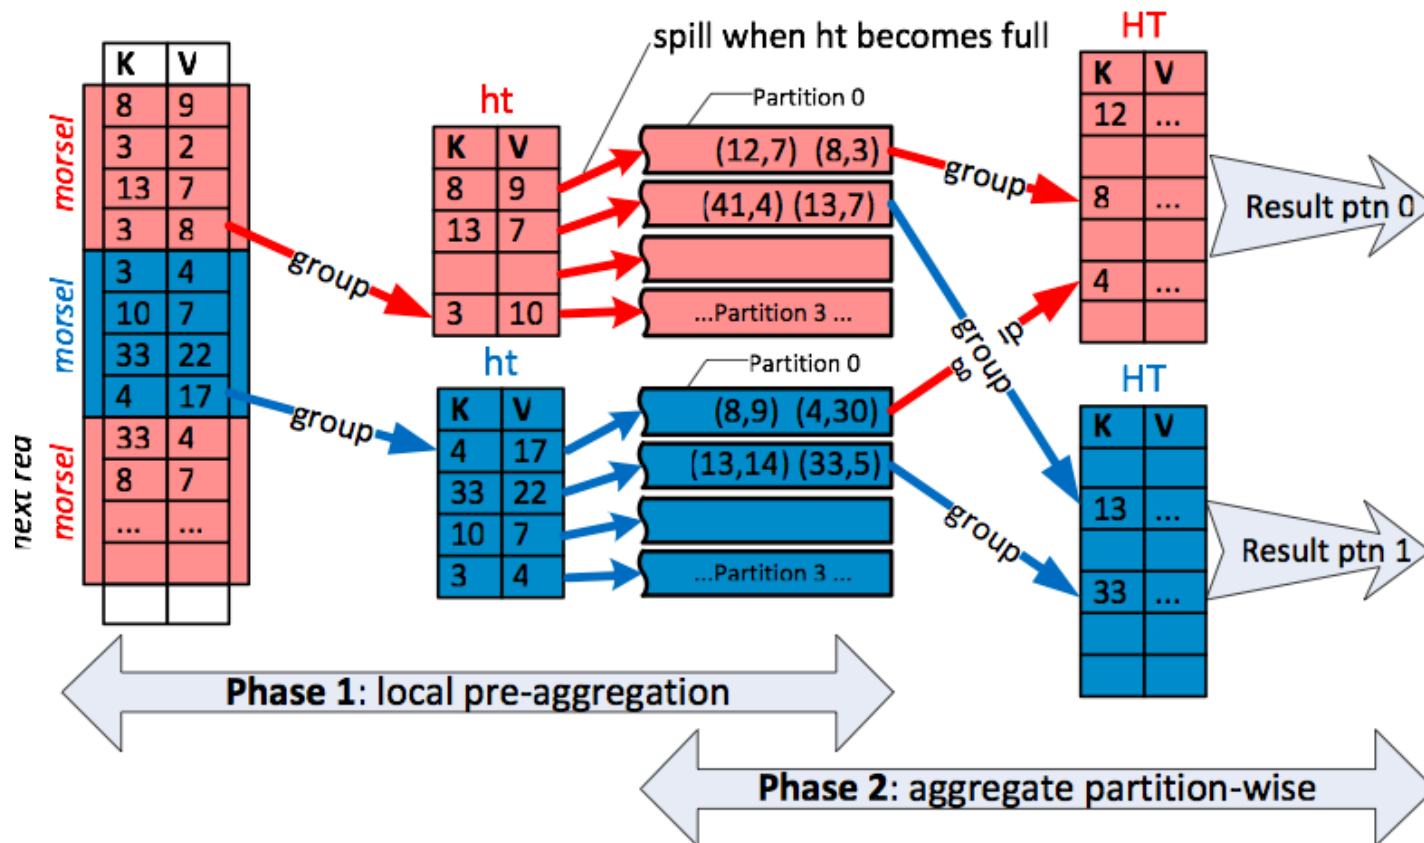 spill when ht becomes full
HT
K V
8 9
3 2
13 7
3 8
morsel
3 4
10 7
33 22
4 17
morsel
33 4
8 7
... ...
morsel
next
group
group
ht
K V
8 9
13 7
3 10
ht
K V
4 17
33 22
10 7
3 4
Partition 0
(12,7) (8,3)
(41,4) (13,7)
...Partition 3 ...
Partition 0
(8,9) (4,30)
(13,14) (33,5)
...Partition 3 ...
group
group
group
K V
12 ...
8 ...
4 ...
Result ptn 0
HT
K V
13 ...
33 ...
Result ptn 1
Phase 1: local pre-aggregation
Phase 2: aggregate partition-wise